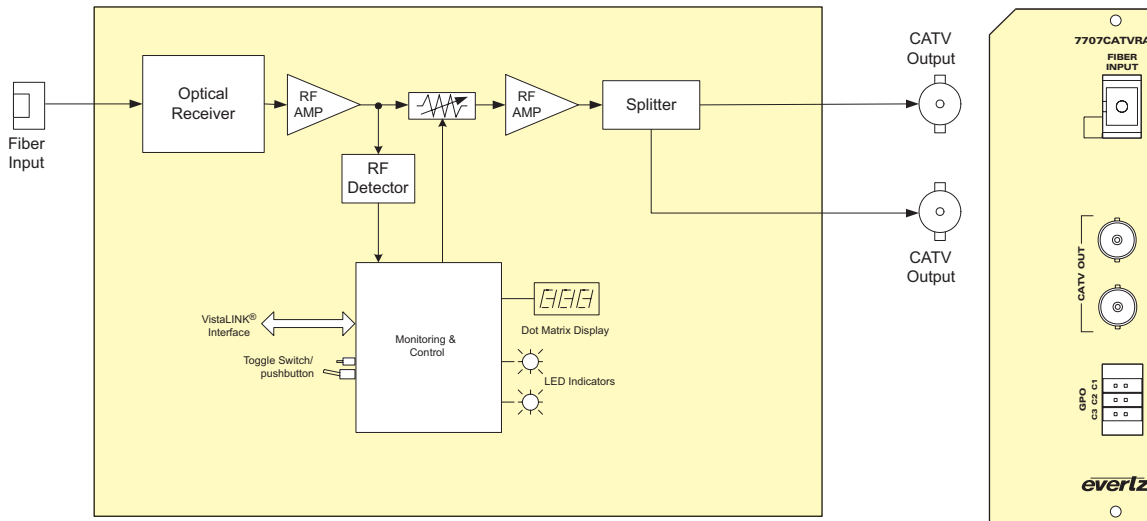 CATV
Output
7707CATVRA
FIBER
INPUT
Optical
Receiver
RF
AMP
RF
AMP
Splitter
Fiber
Input
RF
Detector
CATV
Output
CATV OUT
VistaLINK®
Interface
Dot Matrix Display
Monitoring &
Control
Toggle Switch/
pushbutton
LED Indicators
GPO
C3 C2 C1
everlz